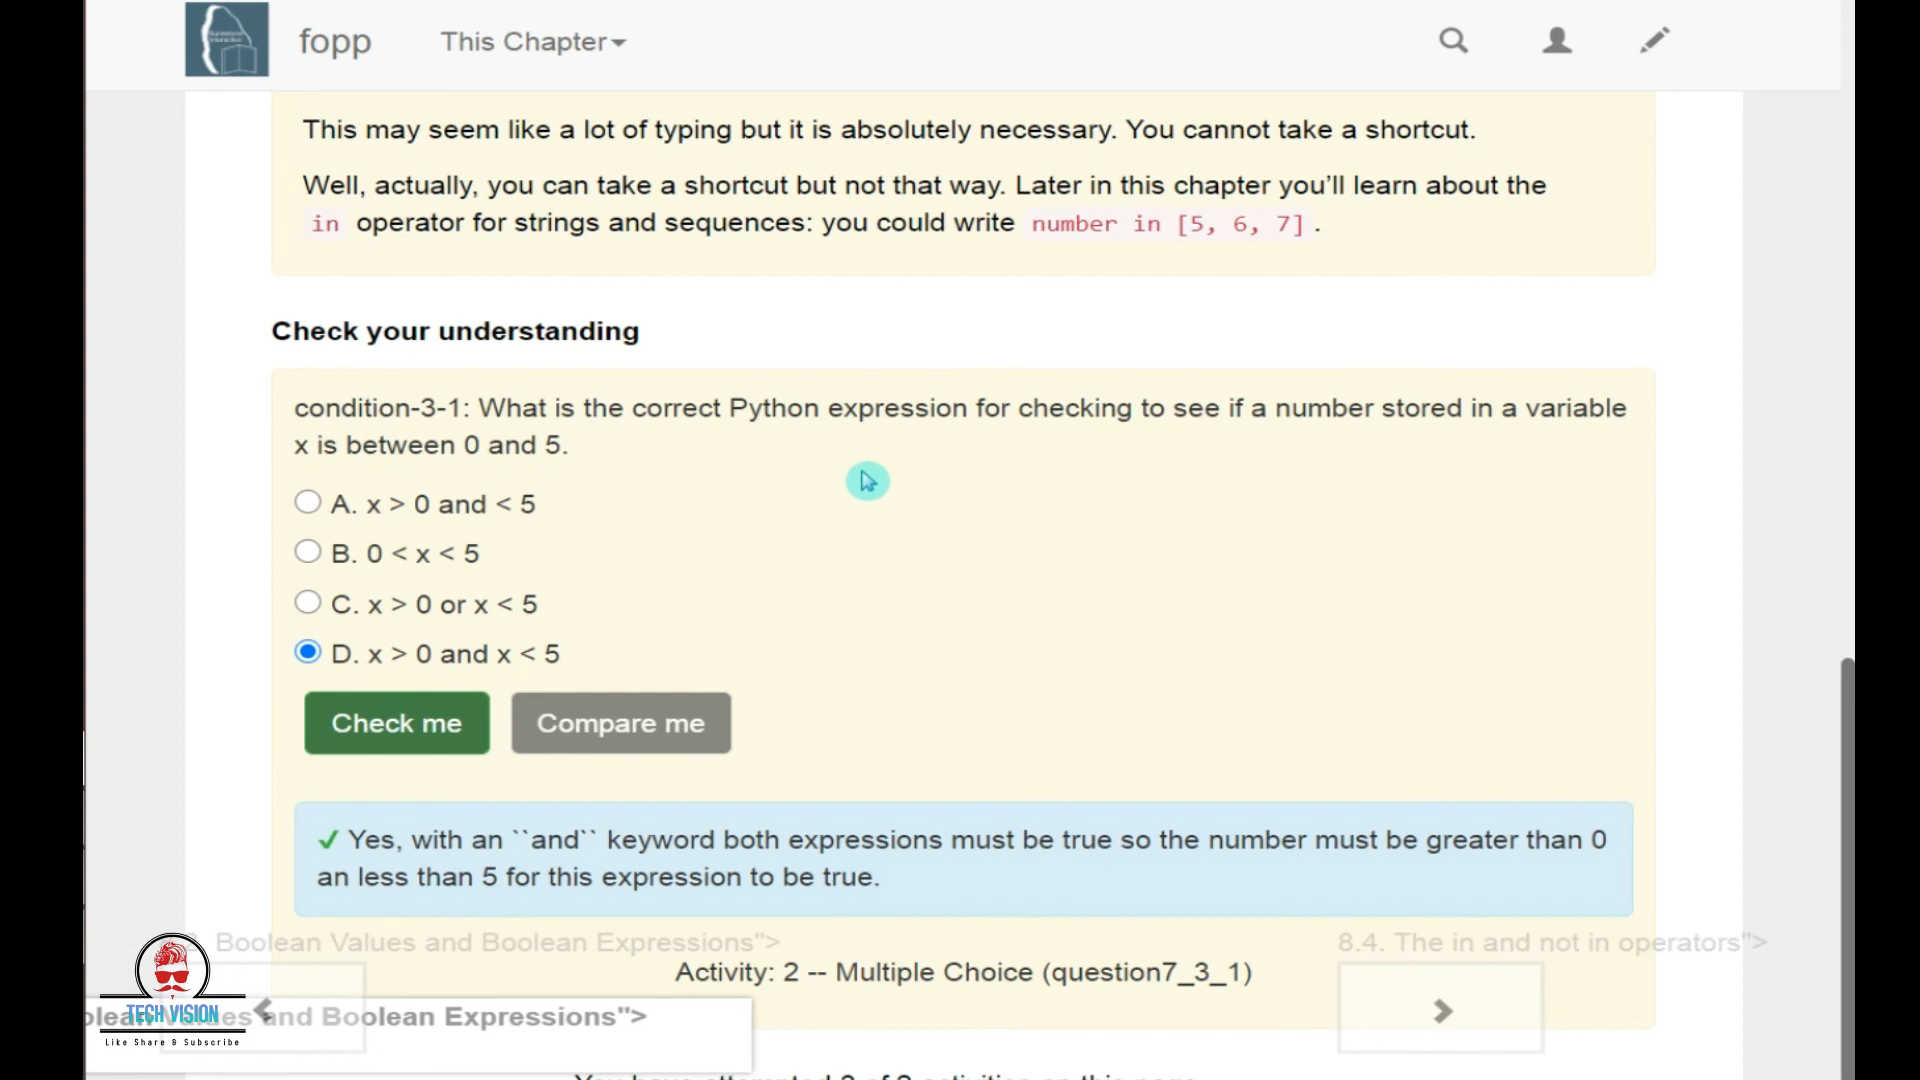 fopp
This Chapter
This may seem like a lot of typing but it is absolutely necessary. You cannot take a shortcut.
Well, actually, you can take a shortcut but not that way. Later in this chapter you'll learn about the
in operator for strings and sequences: you could write number in [5, 6, 7] .
Check your understanding
condition-3-1: What is the correct Python expression for checking to see if a number stored in a variable
x is between 0 and 5.
A. x > 0 and < 5
B. 0 < x < 5
C. x > 0 or x < 5
D. x > 0 and x < 5
Check me
Compare me
✔ Yes, with an ``and`` keyword both expressions must be true so the number must be greater than 0
an less than 5 for this expression to be true.
Boolean Values and Boolean Expressions">
8.4. The in and not in operators">
Activity: 2 -- Multiple Choice (question7_3_1)
olean Values and Boolean Expressions">
TECH VISION
Like Share & Subscribe